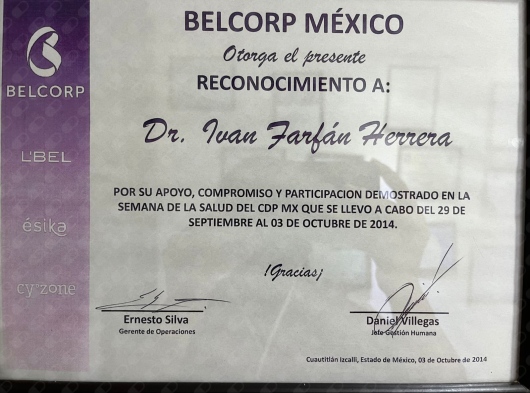 BELCORP MÉXICO
Otorga el presente
RECONOCIMIENTO A:
BELCORP
Dr. Ivan Farfán Herrera
L'BEL
POR SU APOYO, COMPROMISO Y PARTICIPACION DEMOSTRADO EN LA
SEMANA DE LA SALUD DEL CDP MX QUE SE LLEVO A CABO DEL 29 DE
SEPTIEMBRE AL 03 DE OCTUBRE DE 2014.
ésika
¡Gracias¡
cy°zone
Ernesto Silva
Gerente de Operaciones
Daniel Villegas
Jefe Gestión Humana
Cuautitlán Izcalli, Estado de México, 03 de Octubre de 2014